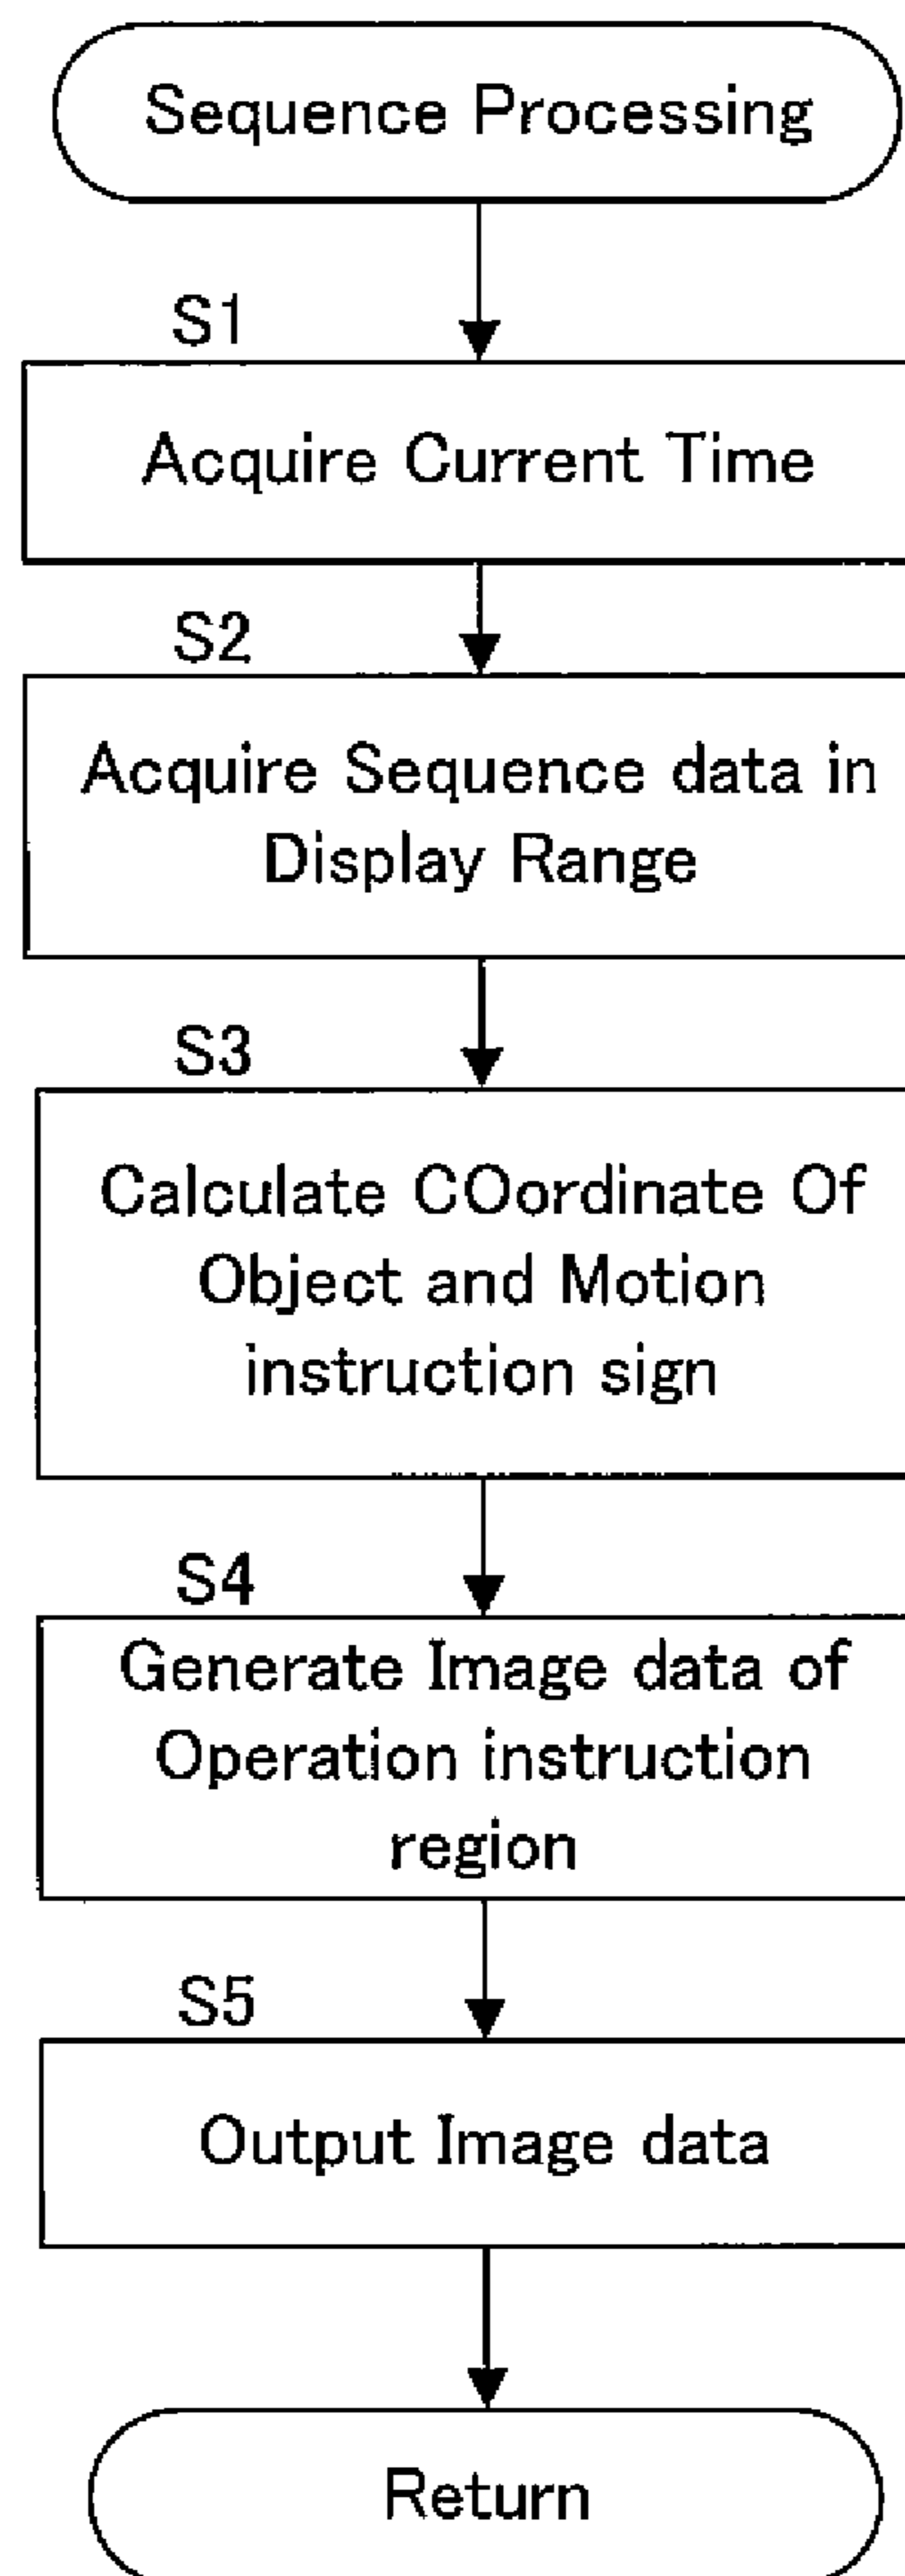 Sequence Processing
S1
Acquire Current Time
S2
Acquire Sequence data in
Display Range
S3
Calculate COordinate Of
Object and Motion
instruction sign
S4
Generate Image data of
Operation instruction
region
S5
Output Image data
Return